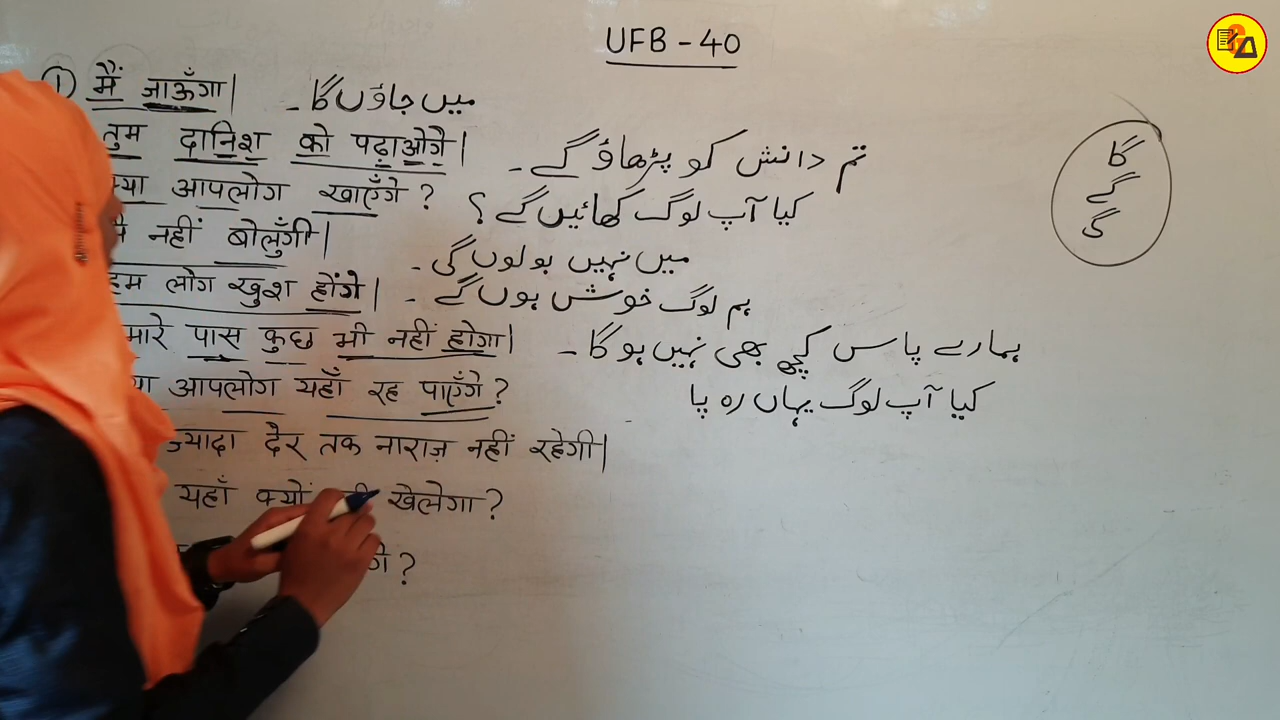 UFB - 40
① मैं जाऊँगा|
میں جاؤں گا -
तुम दानिश को पढ़ाओगे|
تم دانش کو پڑھاؤ گے -
आपलोग खाएँगे ?
کیا آپ لوگ کھائیں گے ؟
नहीं बोलुँगी|
میں نہیں بولوں گی -
हम लोग खुश होंगे|
ہم لوگ خوش ہوں گے -
पास कुछ भी नहीं होगा|
ہمارے پاس کچھ بھی نہیں ہوگا -
आपलोग यहाँ रह पाएँगे ?
کیا آپ لوگ یہاں رہ پا
ज्यादा देर तक नाराज़ नहीं रहेगी|
यहाँ क्यों खेलेगा ?
?
گا
گے
گی